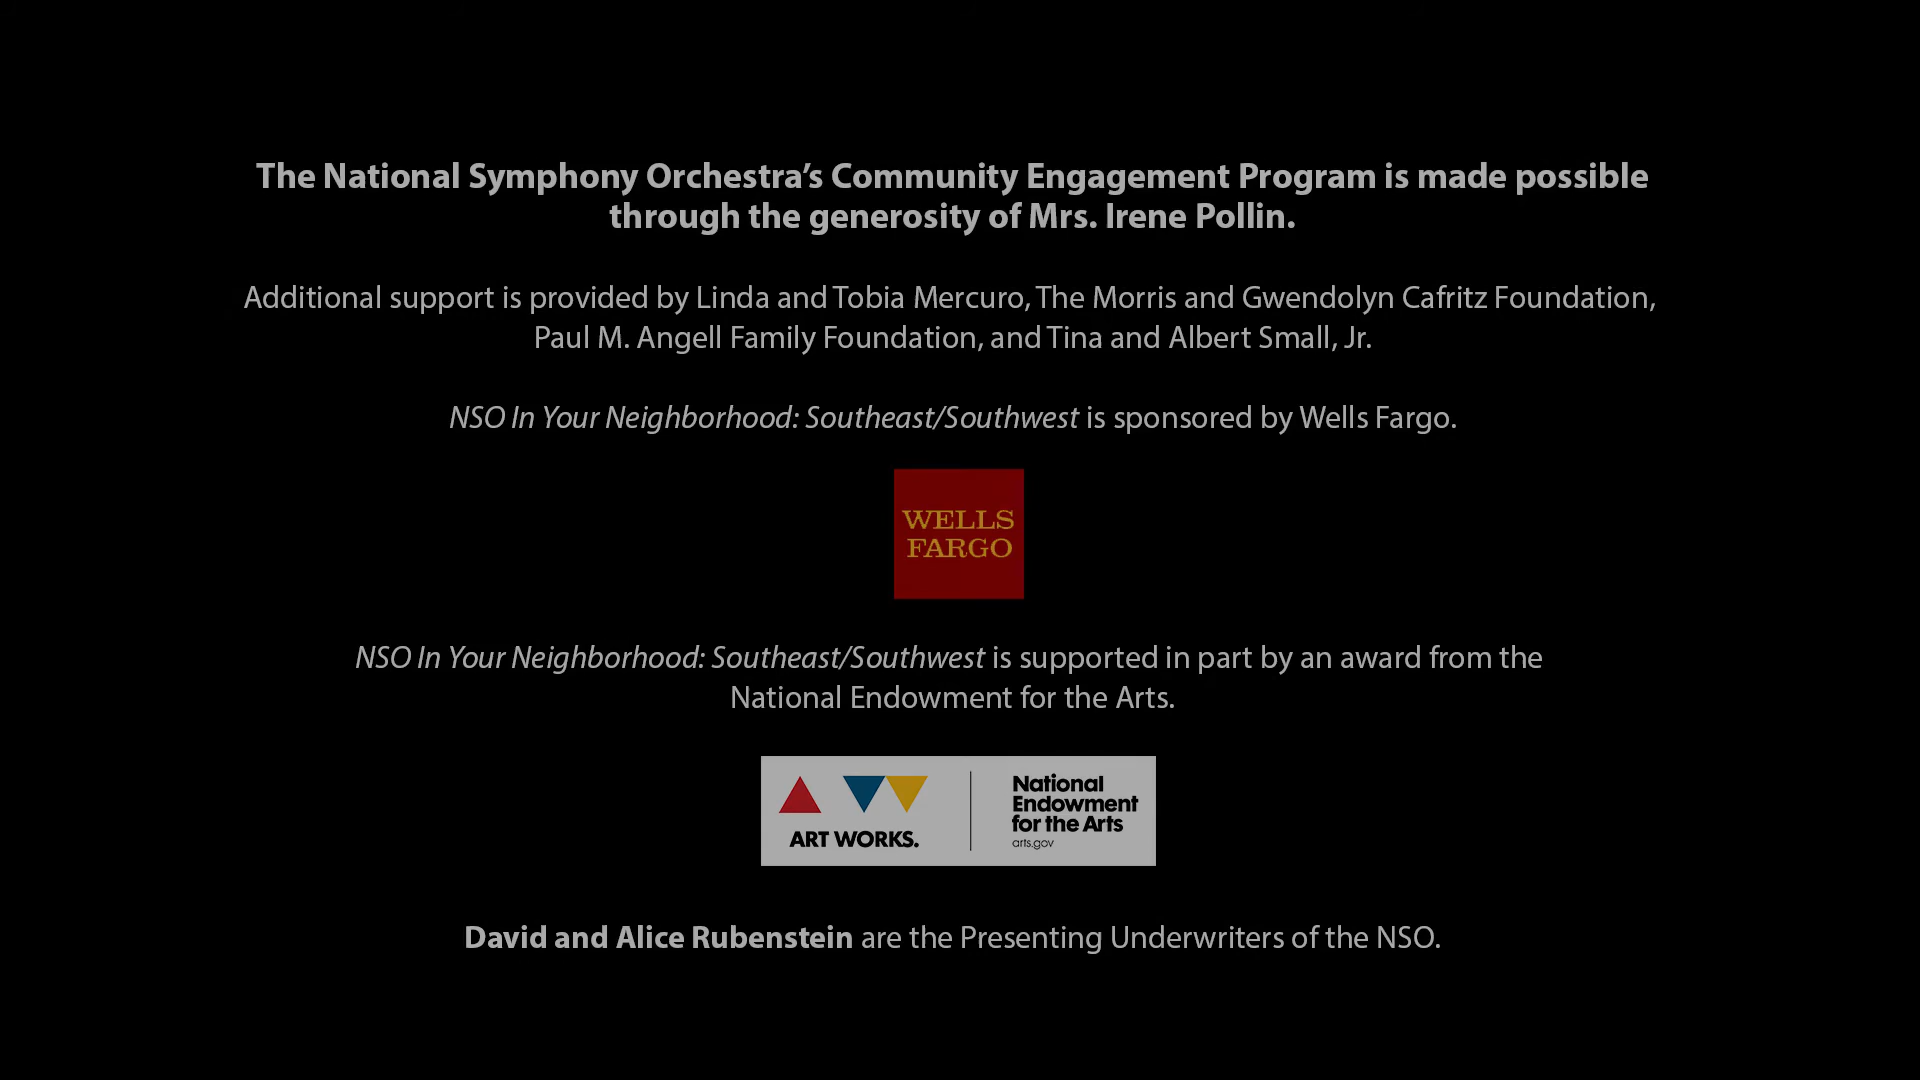 The National Symphony Orchestra’s Community Engagement Program is made possible
through the generosity of Mrs. Irene Pollin.
Additional support is provided by Linda and Tobia Mercuro, The Morris and Gwendolyn Cafritz Foundation,
Paul M. Angell Family Foundation, and Tina and Albert Small, Jr.
NSO In Your Neighborhood: Southeast/Southwest is sponsored by Wells Fargo.
WELLS
FARGO
NSO In Your Neighborhood: Southeast/Southwest is supported in part by an award from the
National Endowment for the Arts.
ART WORKS.
National
Endowment
for the Arts
arts.gov
David and Alice Rubenstein are the Presenting Underwriters of the NSO.